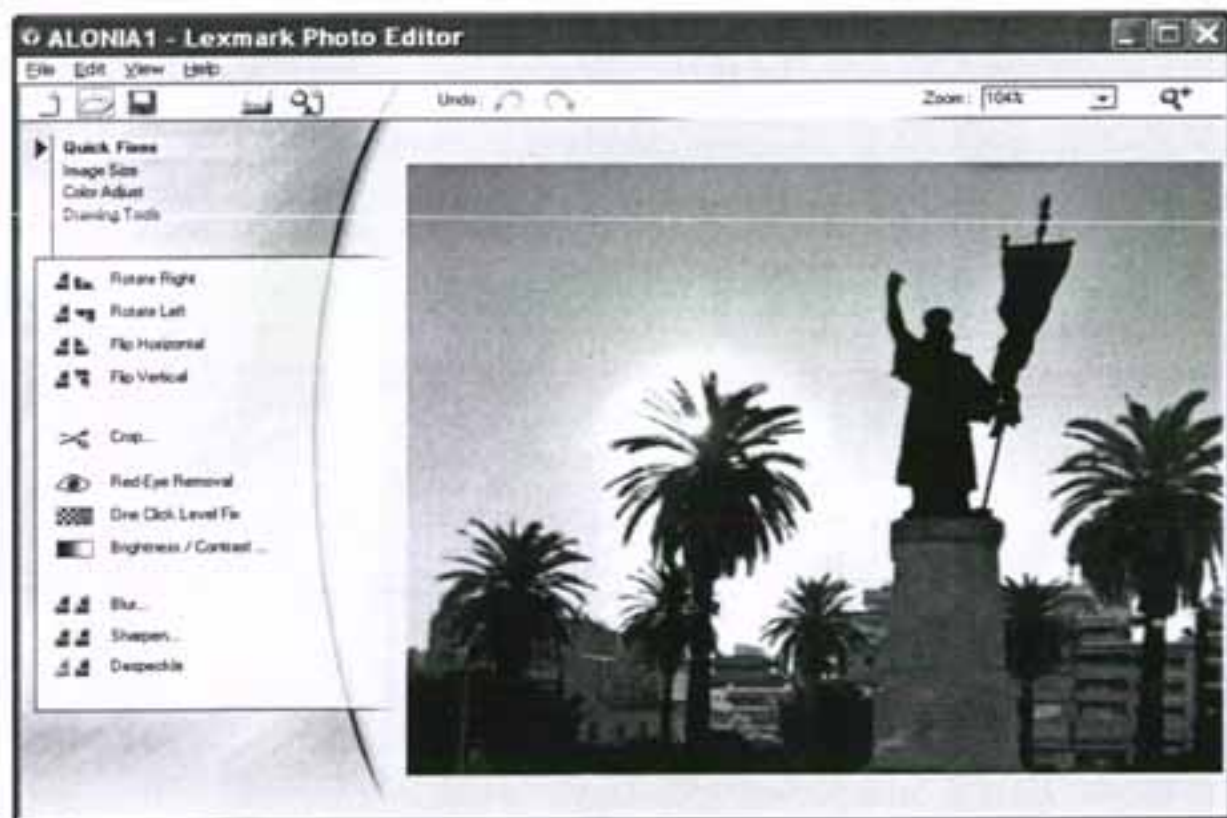 ALONIA1 - Lexmark Photo Editor
File Edit View Help
Undo : Zoom : 104%
Quick Fixes
Image Size
Color Adjust
Drawing Tools
Rotate Right
Rotate Left
Flip Horizontal
Flip Vertical
Crop...
Red-Eye Removal
One Click Level Fix
Brightness / Contrast ...
Blur...
Sharpen...
Despeckle